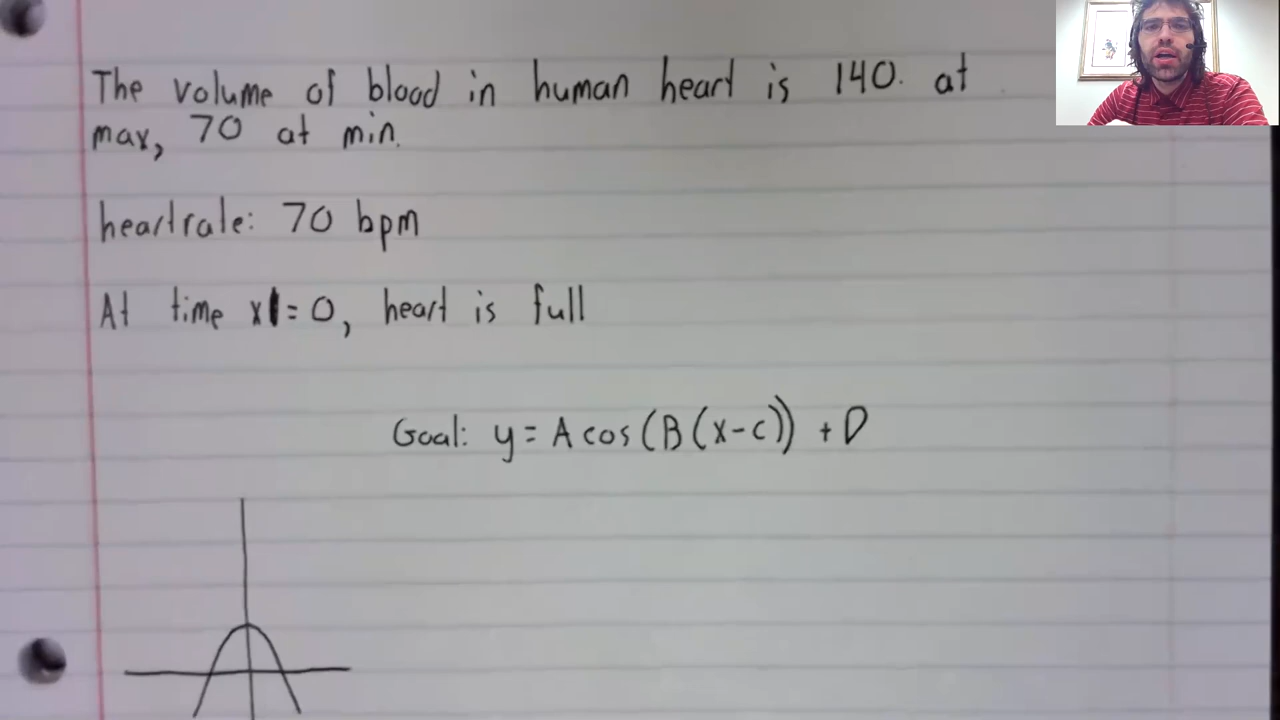 The volume of blood in human heart is 140. at
max, 70 at min.
heartrate: 70 bpm
At time x = 0, heart is full
Goal: y = A cos(B(x-c)) + D